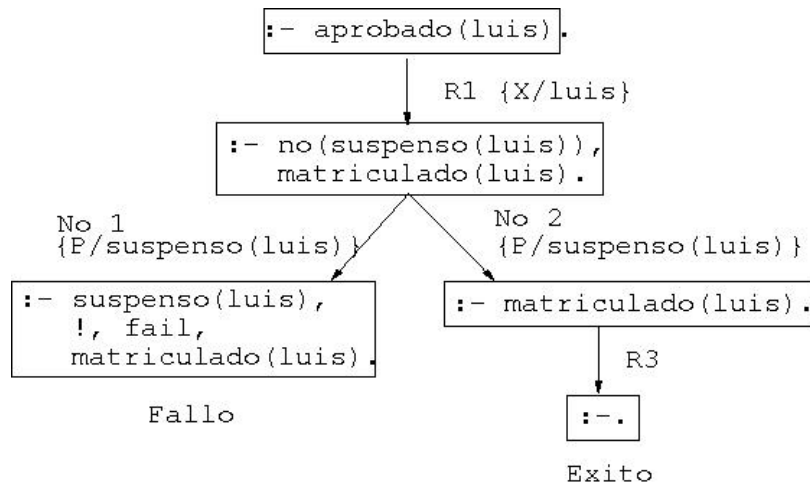 :- aprobado(luis).
R1 {X/luis}
:- no(suspenso(luis)),
matriculado(luis).
No 1
{P/suspenso(luis)}
No 2
{P/suspenso(luis)}
:- suspenso(luis),
!, fail,
matriculado(luis).
:- matriculado(luis).
R3
Fallo
:-.
Exito